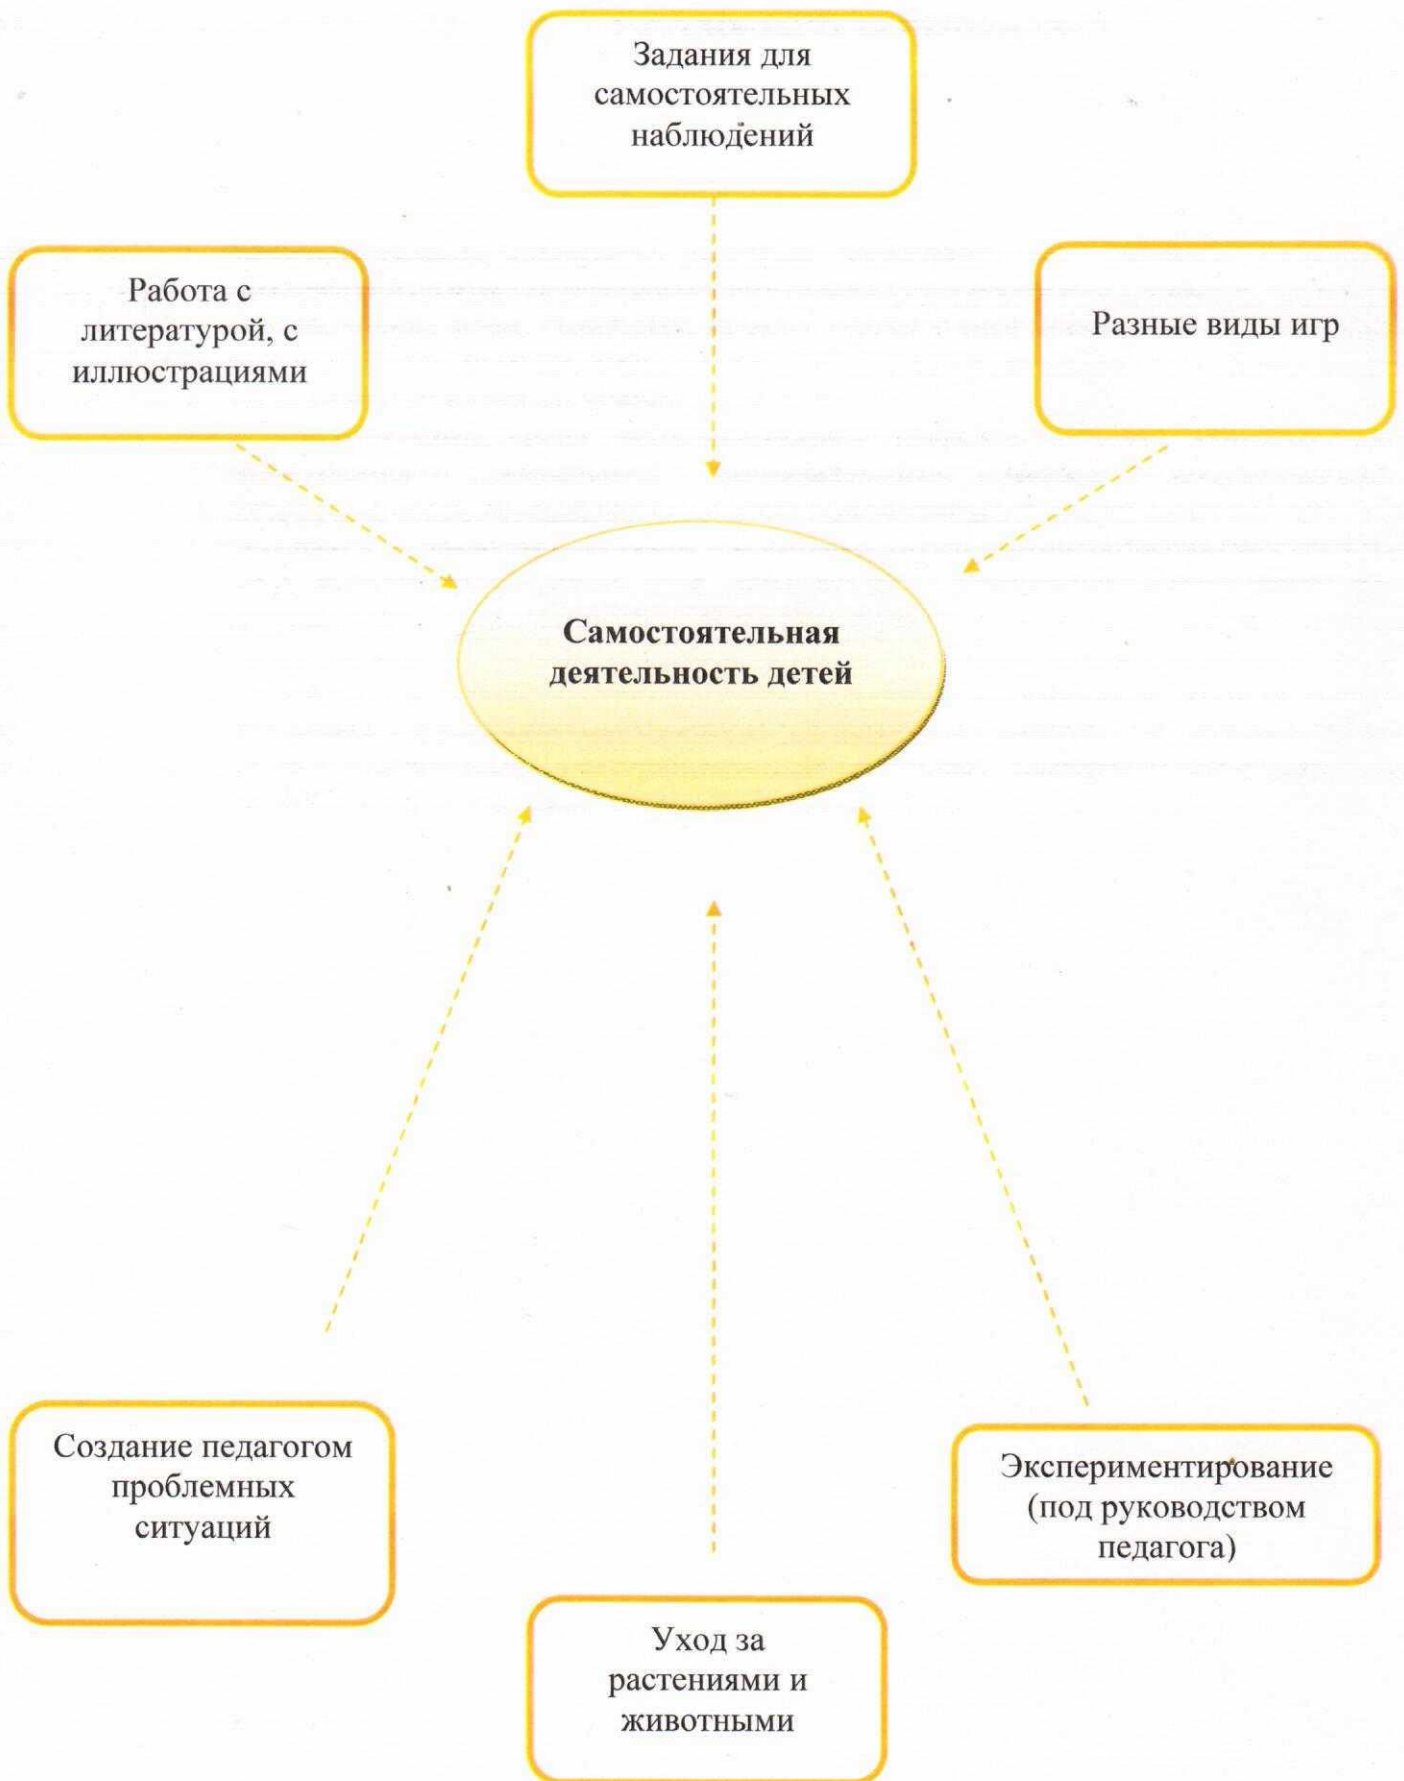 Задания для
самостоятельных
наблюдений
Работа с
литературой, с
иллюстрациями
Разные виды игр
Самостоятельная
деятельность детей
Создание педагогом
проблемных
ситуаций
Экспериментирование
(под руководством
педагога)
Уход за
растениями и
животными